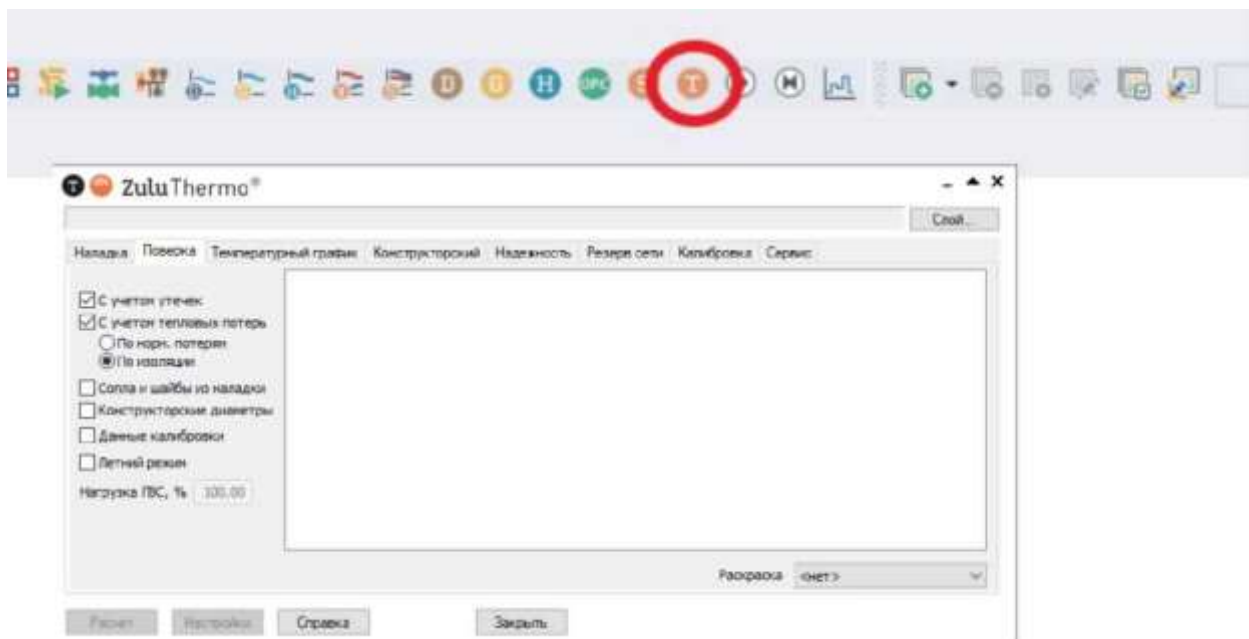 D G H OPC S T
ZuluThermo®
Слой...
Наладка Поверка Температурный график Конструкторский Надежность Резерв сети Калибровка Сервис
С учетом утечек
С учетом тепловых потерь
По норм. потерям
По изоляции
Сопла и шайбы из наладки
Конструкторские диаметры
Данные калибровки
Летний режим
Нагрузка ГВС, % 100.00
Раскраска <нет>
Расчет Настройки Справка Закрыть